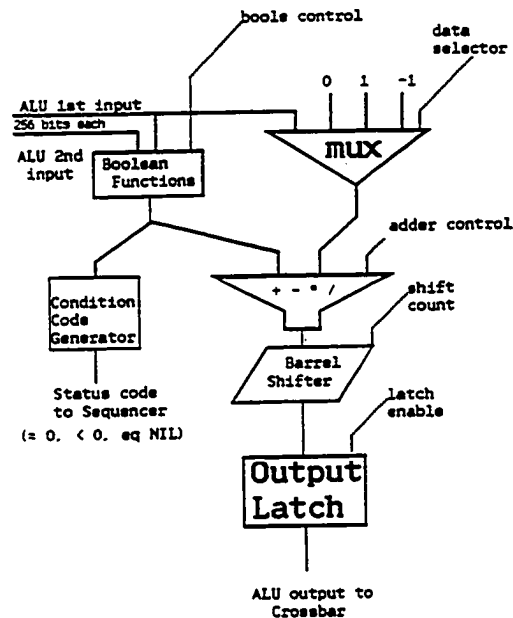 bools control
data
selector
0 1 -1
ALU 1st input
256 bits each
mux
ALU 2nd
input
Boolean
Functions
adder control
+ - * /
shift
count
Condition
Code
Generator
Barrel
Shifter
Status code
to Sequencer
(= 0, < 0, eq NIL)
latch
enable
Output
Latch
ALU output to
Crossbar